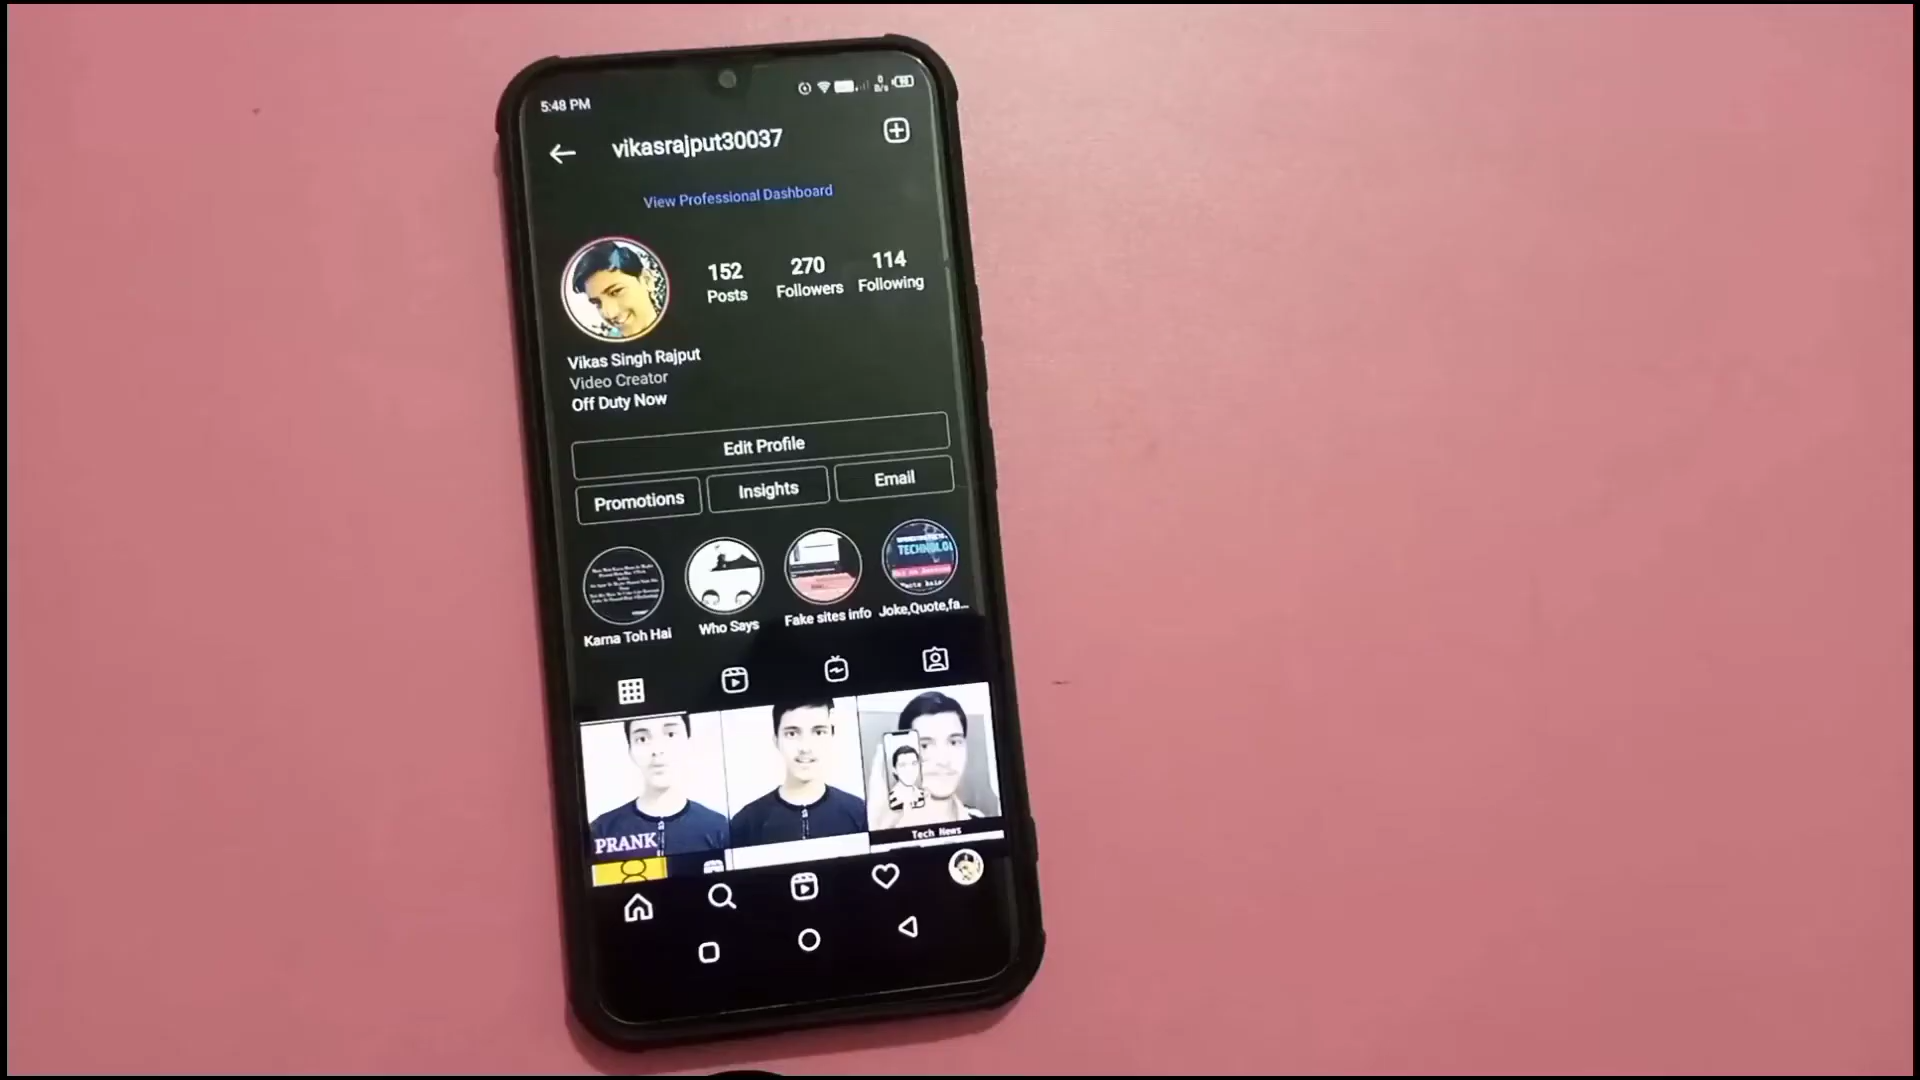 5:48 PM
vikasrajput30037
View Professional Dashboard
152 270 114
Posts Followers Following
Vikas Singh Rajput
Video Creator
Off Duty Now
Edit Profile
Promotions Insights Email
TECHNOLO
Karna Toh Hai Who Says Fake sites info Joke,Quote,fa...
PRANK
Tech News